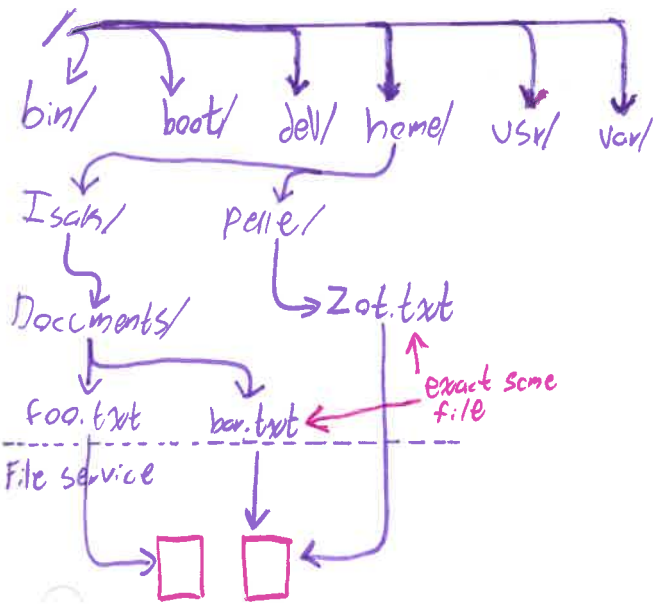 /
bin/ boot/ dev/ home/ usr/ var/
Isak/ pelle/
Documents/ Zot.txt
exact same
file
foo.txt bar.txt
File service